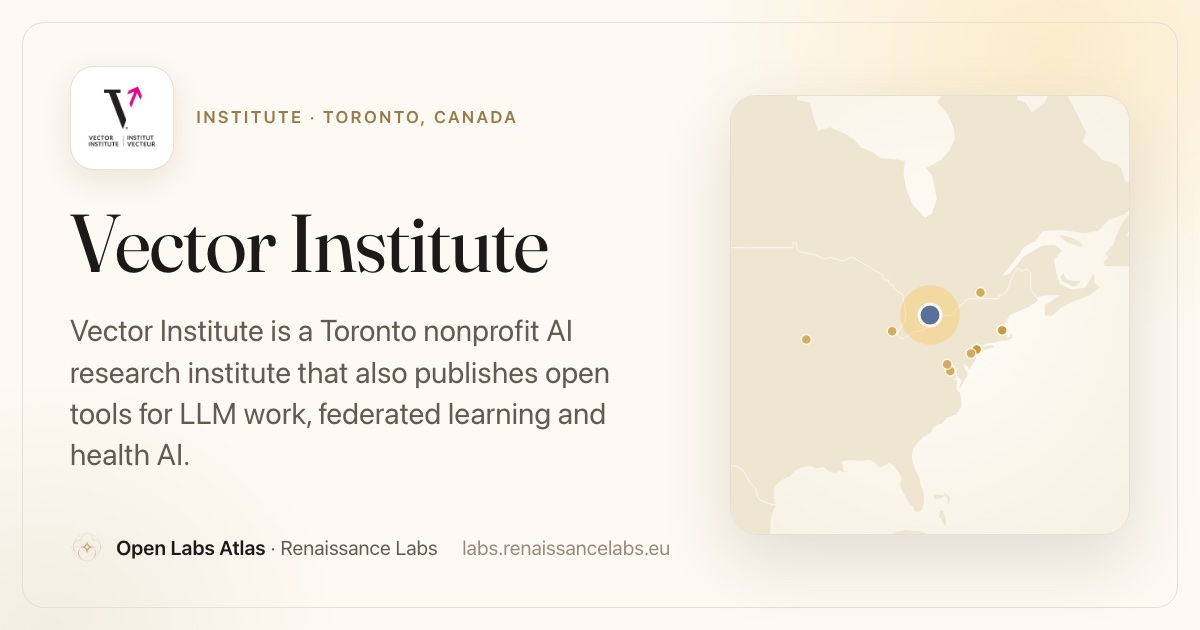 V
VECTOR INSTITUTE | INSTITUT VECTEUR
INSTITUTE · TORONTO, CANADA
Vector Institute
Vector Institute is a Toronto nonprofit AI
research institute that also publishes open
tools for LLM work, federated learning and
health AI.
Open Labs Atlas · Renaissance Labs labs.renaissancelabs.eu